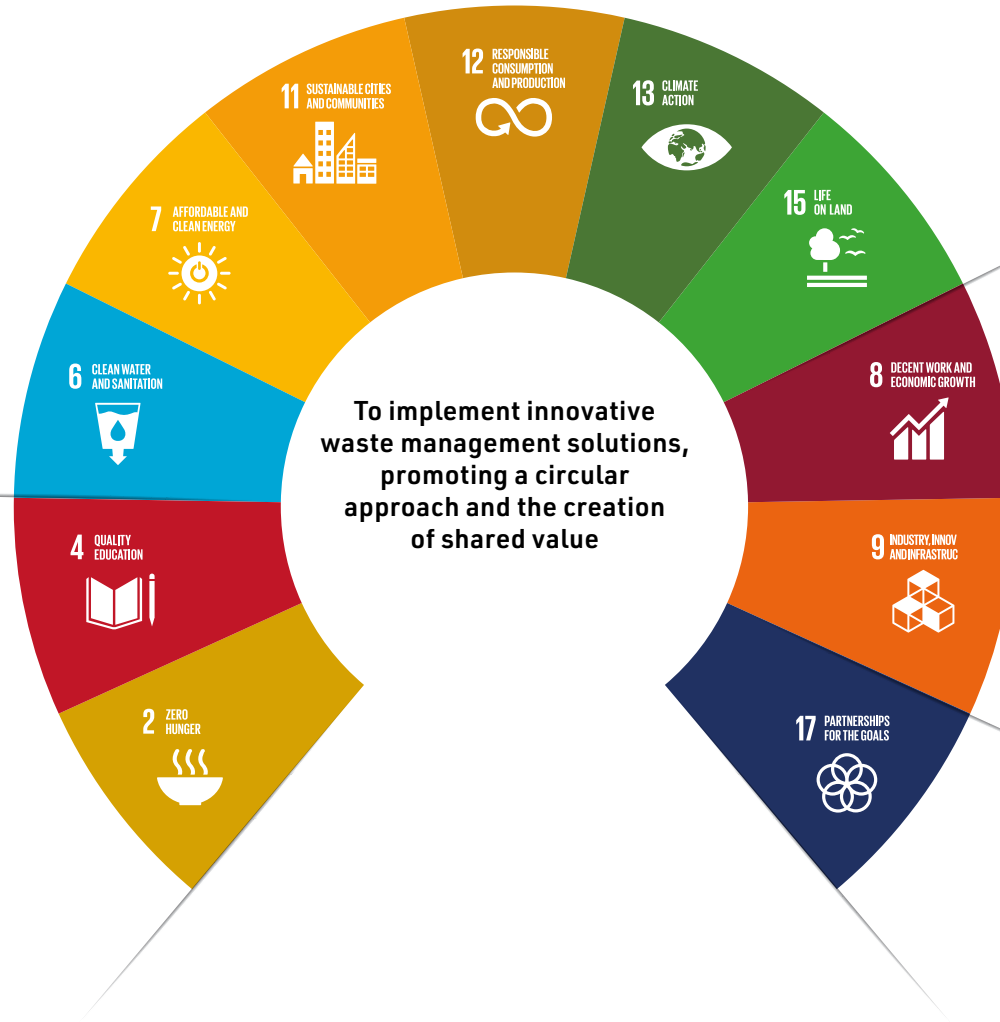 12 RESPONSIBLE
CONSUMPTION
AND PRODUCTION
11 SUSTAINABLE CITIES
AND COMMUNITIES
13 CLIMATE
ACTION
7 AFFORDABLE AND
CLEAN ENERGY
15 LIFE
ON LAND
6 CLEAN WATER
AND SANITATION
8 DECENT WORK AND
ECONOMIC GROWTH
To implement innovative
waste management solutions,
promoting a circular
approach and the creation
of shared value
4 QUALITY
EDUCATION
9 INDUSTRY, INNOV
AND INFRASTRUC
2 ZERO
HUNGER
17 PARTNERSHIPS
FOR THE GOALS